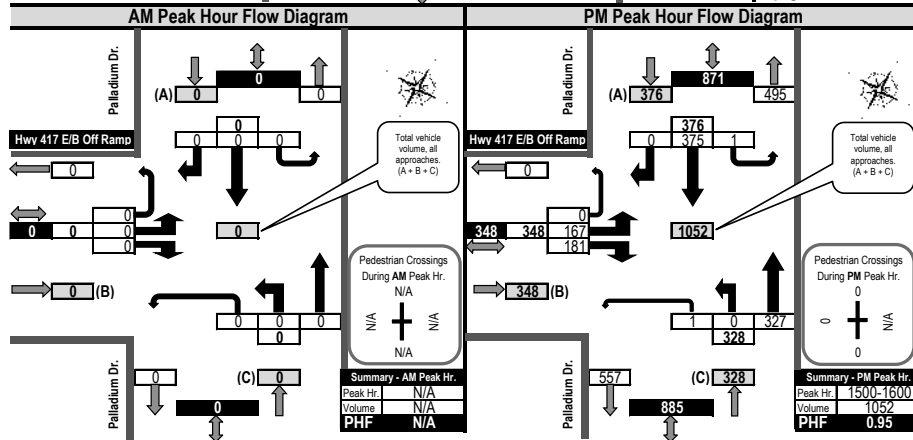 AM Peak Hour Flow Diagram
Palladium Dr.
0
(A) 0 0
0
Hwy 417 E/B Off Ramp
0 0 0
Total vehicle
volume, all
approaches.
(A + B + C)
0
0
0 0 0
0
0
Pedestrian Crossings
During AM Peak Hr.
N/A
N/A N/A
N/A
0 (B)
0 0 0
0
Palladium Dr.
0
(C) 0
0
Summary - AM Peak Hr.
Peak Hr. N/A
Volume N/A
PHF N/A
PM Peak Hour Flow Diagram
Palladium Dr.
871
(A) 376 495
376
Hwy 417 E/B Off Ramp
0 375 1
Total vehicle
volume, all
approaches.
(A + B + C)
0
0
348 348 167
181
1052
Pedestrian Crossings
During PM Peak Hr.
0
0 N/A
0
348 (B)
1 0 327
328
Palladium Dr.
557
(C) 328
885
Summary - PM Peak Hr.
Peak Hr. 1500-1600
Volume 1052
PHF 0.95